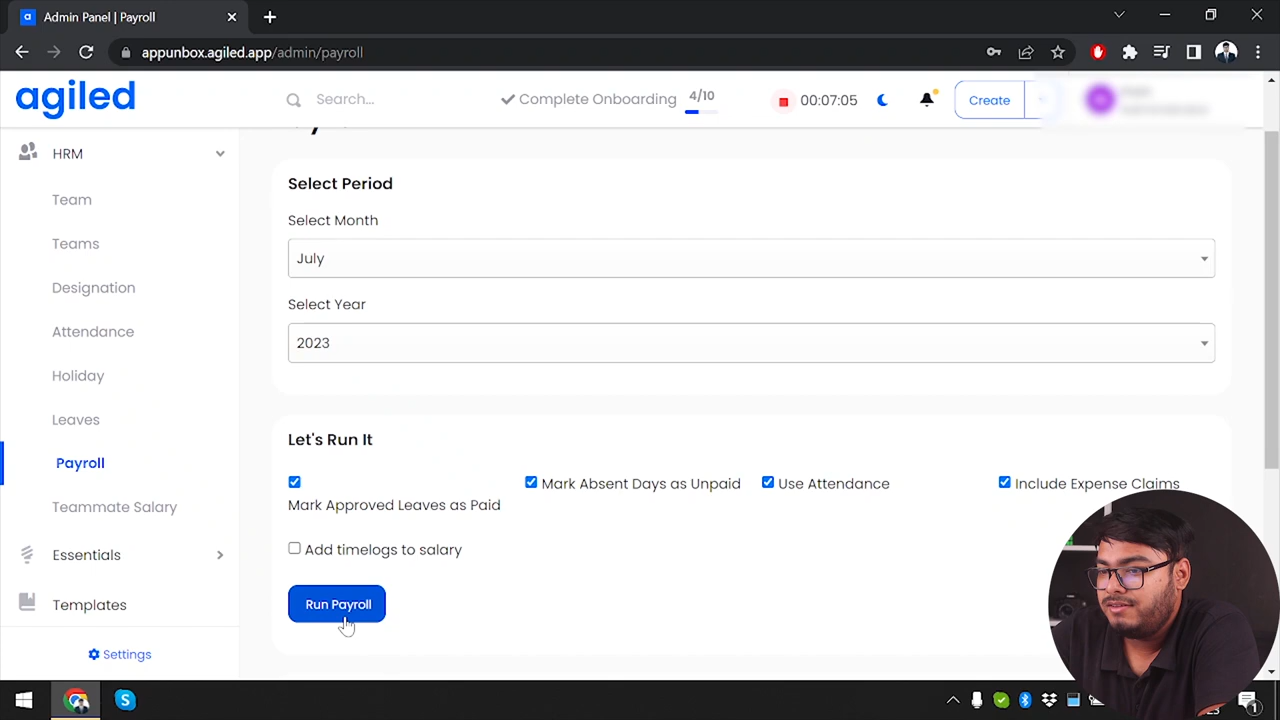 Admin Panel | Payroll
appunbox.agiled.app/admin/payroll
agiled
Search...
Complete Onboarding
4/10
00:07:05
Create
HRM
Team
Teams
Designation
Attendance
Holiday
Leaves
Payroll
Teammate Salary
Essentials
Templates
Settings
Select Period
Select Month
July
Select Year
2023
Let's Run It
Mark Approved Leaves as Paid
Mark Absent Days as Unpaid
Use Attendance
Include Expense Claims
Add timelogs to salary
Run Payroll